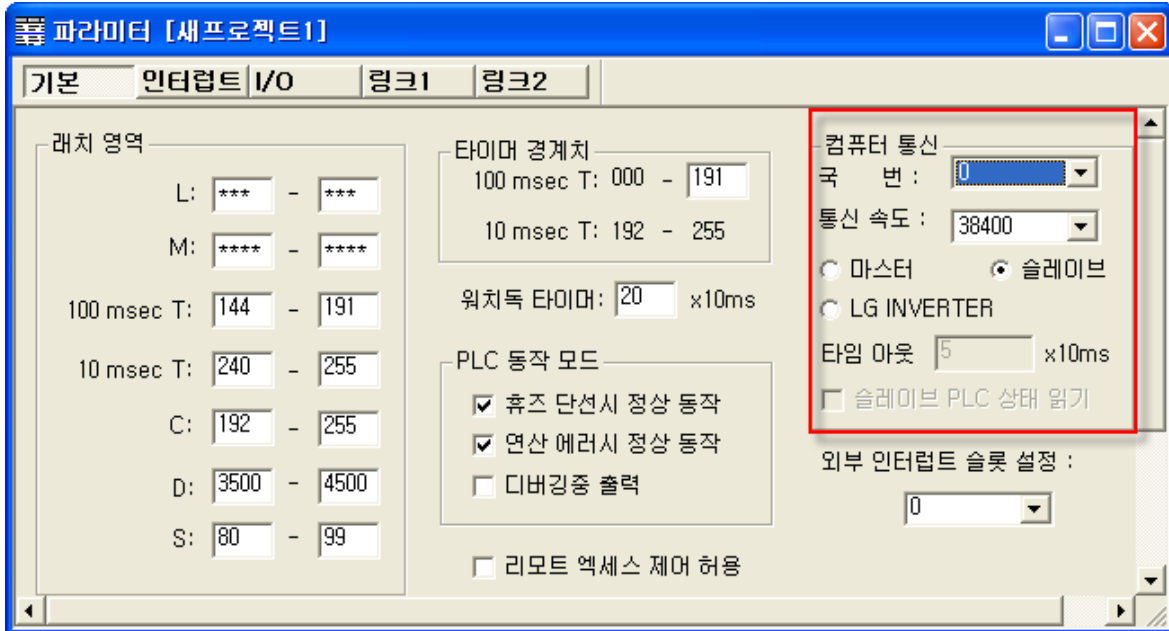 파라미터 [새프로젝트1]
기본 인터럽트 I/O 링크1 링크2
래치 영역
L: *** - ***
M: **** - ****
100 msec T: 144 - 191
10 msec T: 240 - 255
C: 192 - 255
D: 3500 - 4500
S: 80 - 99
타이머 경계치
100 msec T: 000 - 191
10 msec T: 192 - 255
워치독 타이머: 20 x10ms
PLC 동작 모드
휴즈 단선시 정상 동작
연산 에러시 정상 동작
디버깅중 출력
리모트 엑세스 제어 허용
컴퓨터 통신
국 번 : 0
통신 속도 : 38400
마스터 슬레이브
LG INVERTER
타임 아웃 5 x10ms
슬레이브 PLC 상태 읽기
외부 인터럽트 슬롯 설정 :
0